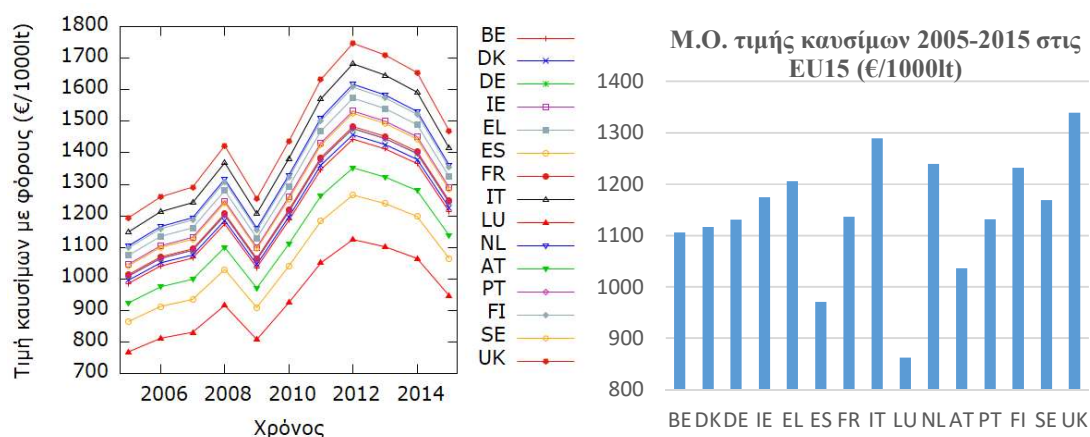 Τιμή καυσίμων με φόρους (€/1000lt)
1800
1700
1600
1500
1400
1300
1200
1100
1000
900
800
700
2006
2008
2010
2012
2014
Χρόνος
BE
DK
DE
IE
EL
ES
FR
IT
LU
NL
AT
PT
FI
SE
UK
Μ.Ο. τιμής καυσίμων 2005-2015 στις
EU15 (€/1000lt)
1400
1300
1200
1100
1000
900
800
BE DK DE IE EL ES FR IT LU NL AT PT FI SE UK